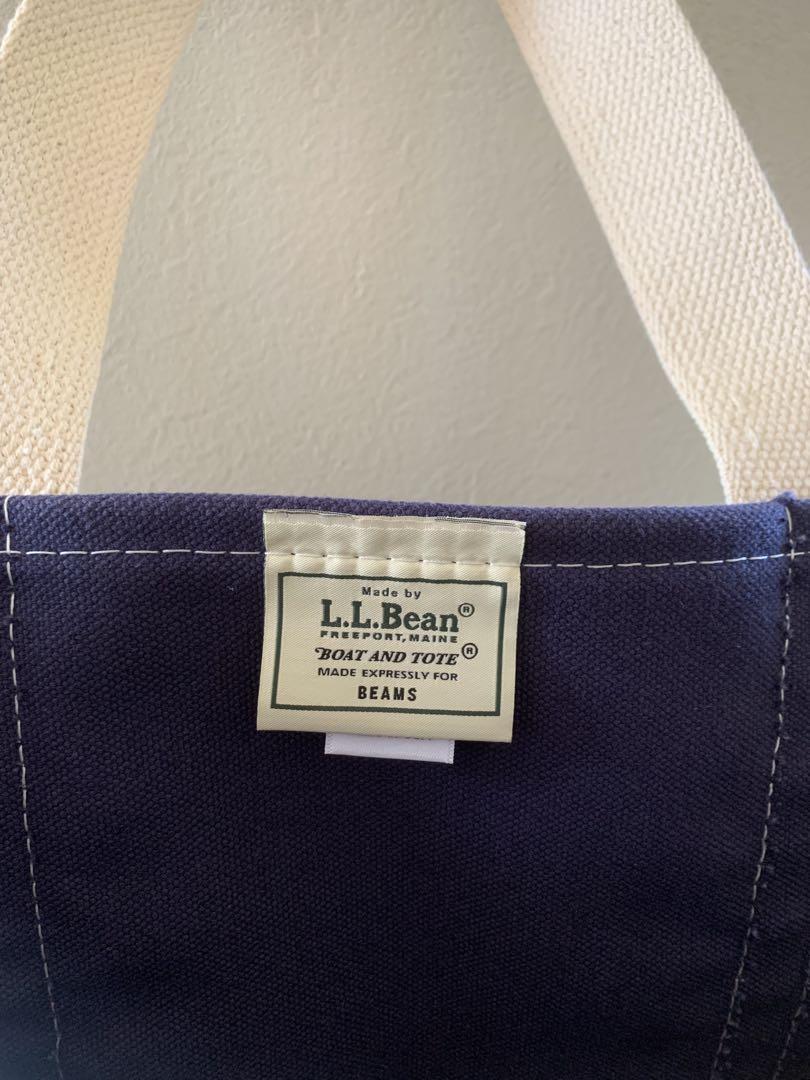 Made by
L.L.Bean®
FREEPORT, MAINE
BOAT AND TOTE®
MADE EXPRESSLY FOR
BEAMS